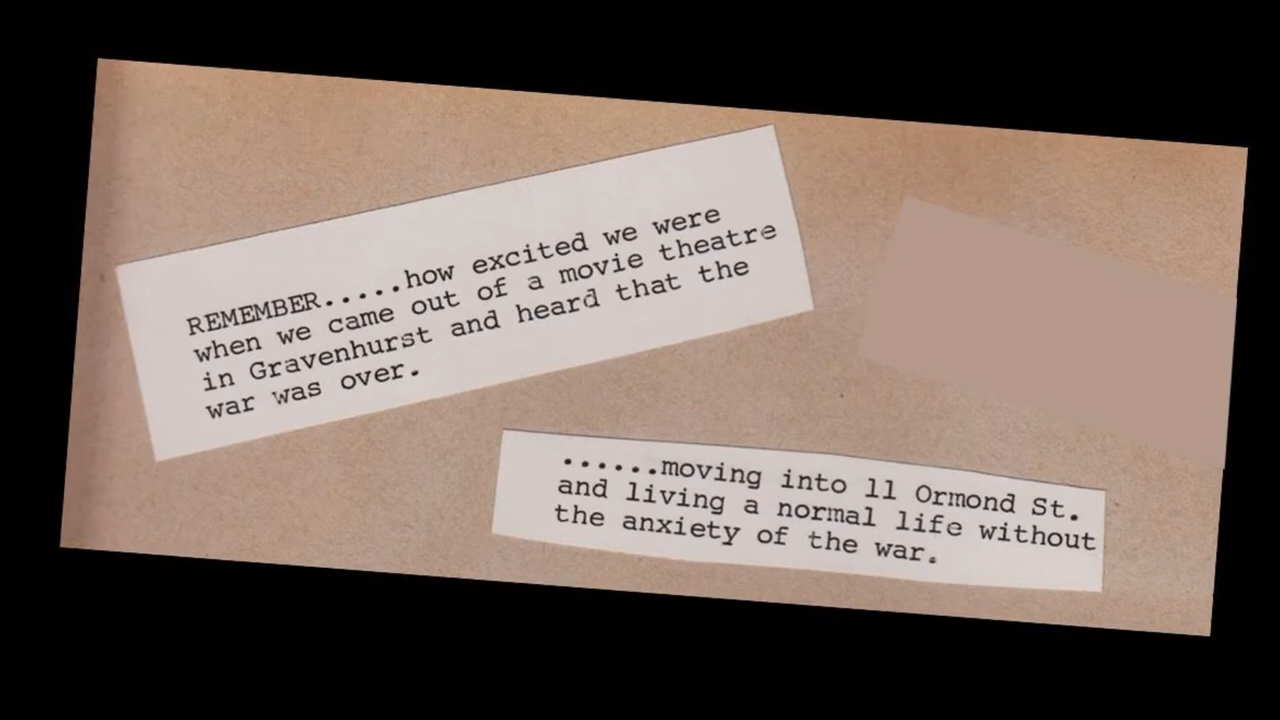 REMEMBER.....how excited we were
when we came out of a movie theatre
in Gravenhurst and heard that the
war was over.
......moving into 11 Ormond St.
and living a normal life without
the anxiety of the war.